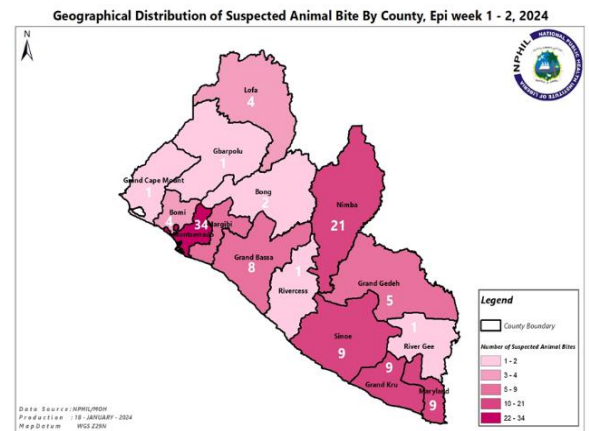 Geographical Distribution of Suspected Animal Bite By County, Epi week 1 - 2, 2024
N
NPHIL
NATIONAL PUBLIC HEALTH
INSTITUTE OF LIBERIA
Lofa
4
Gbarpolu
1
Grand Cape Mount
1
Bong
2
Nimba
21
Bomi
4
34
Margibi
Montserrado
Grand Bassa
8
1
Rivercess
Grand Gedeh
5
1
River Gee
Sinoe
9
9
Grand Kru
Maryland
9
Legend
County Boundary
Number of Suspected Animal Bites
1 - 2
3 - 4
5 - 9
10 - 21
22 - 34
Data Source: NPHIL/MOH
Production : 18 - JANUARY - 2024
MapDatum WGS Z29N